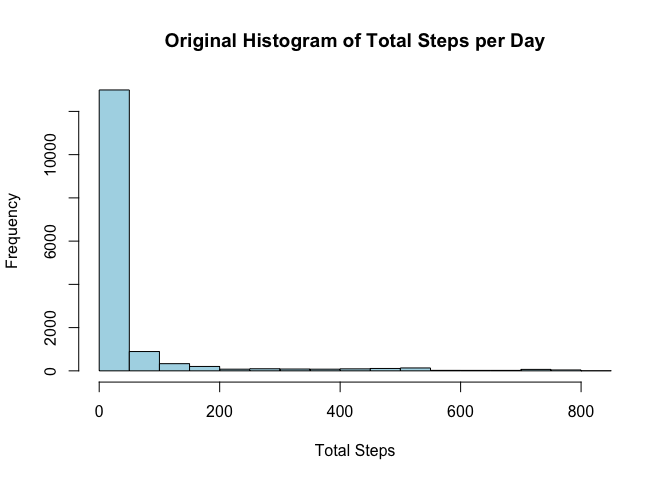 Original Histogram of Total Steps per Day
Frequency
10000
6000
2000
0
0 200 400 600 800
Total Steps